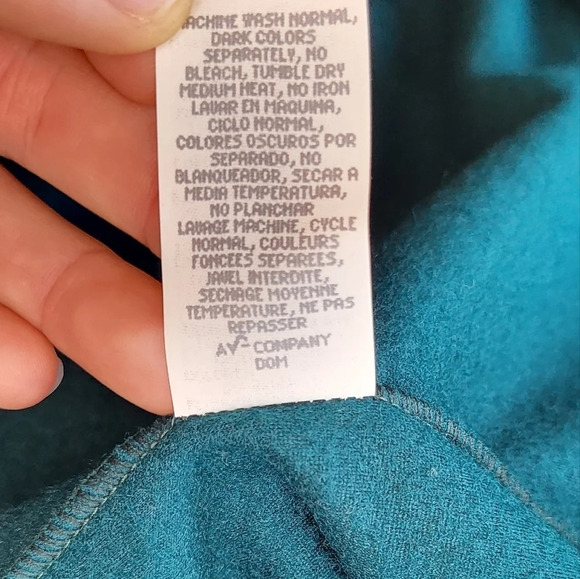 MACHINE WASH NORMAL,
DARK COLORS
SEPARATELY, NO
BLEACH, TUMBLE DRY
MEDIUM HEAT, NO IRON
LAVAR EN MAQUINA,
CICLO NORMAL,
COLORES OSCUROS POR
SEPARADO, NO
BLANQUEADOR, SECAR A
MEDIA TEMPERATURA,
NO PLANCHAR
LAVAGE MACHINE, CYCLE
NORMAL, COULEURS
FONCEES SEPAREES,
JAVEL INTERDITE,
SECHAGE MOYENNE
TEMPERATURE, NE PAS
REPASSER
COMPANY
DOM